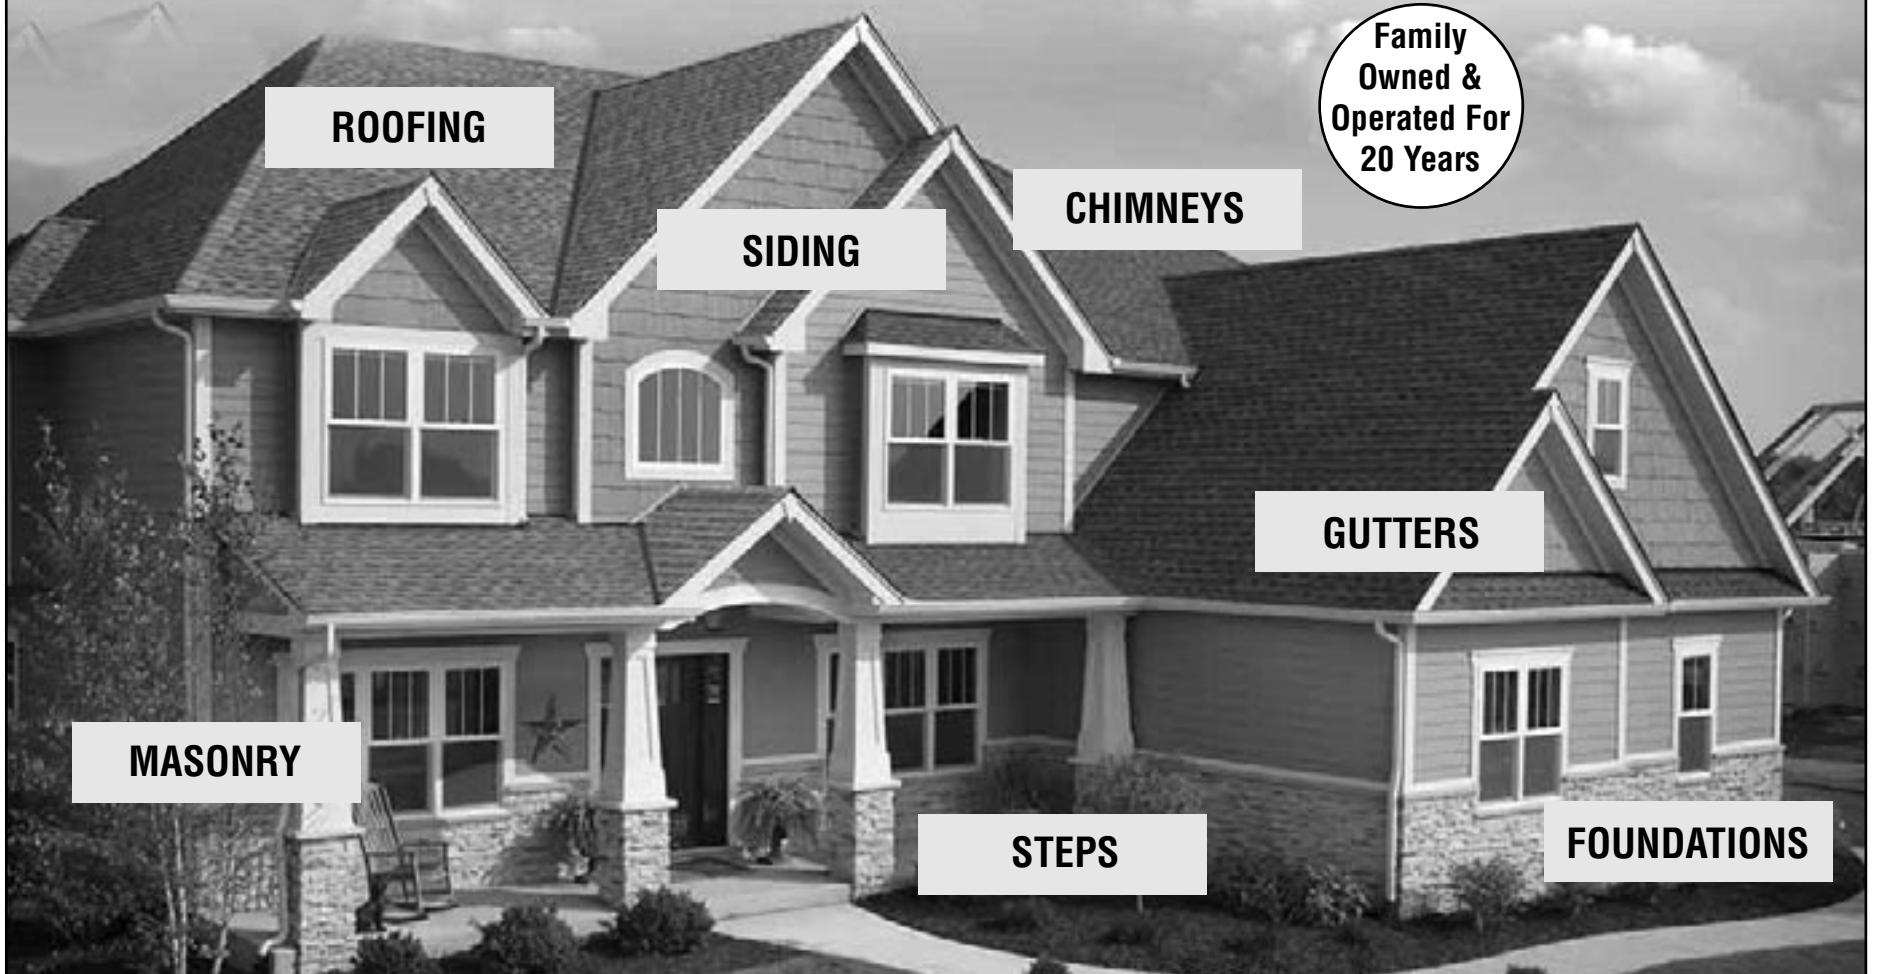 Family
Owned &
Operated For
20 Years
ROOFING
CHIMNEYS
SIDING
GUTTERS
MASONRY
STEPS
FOUNDATIONS